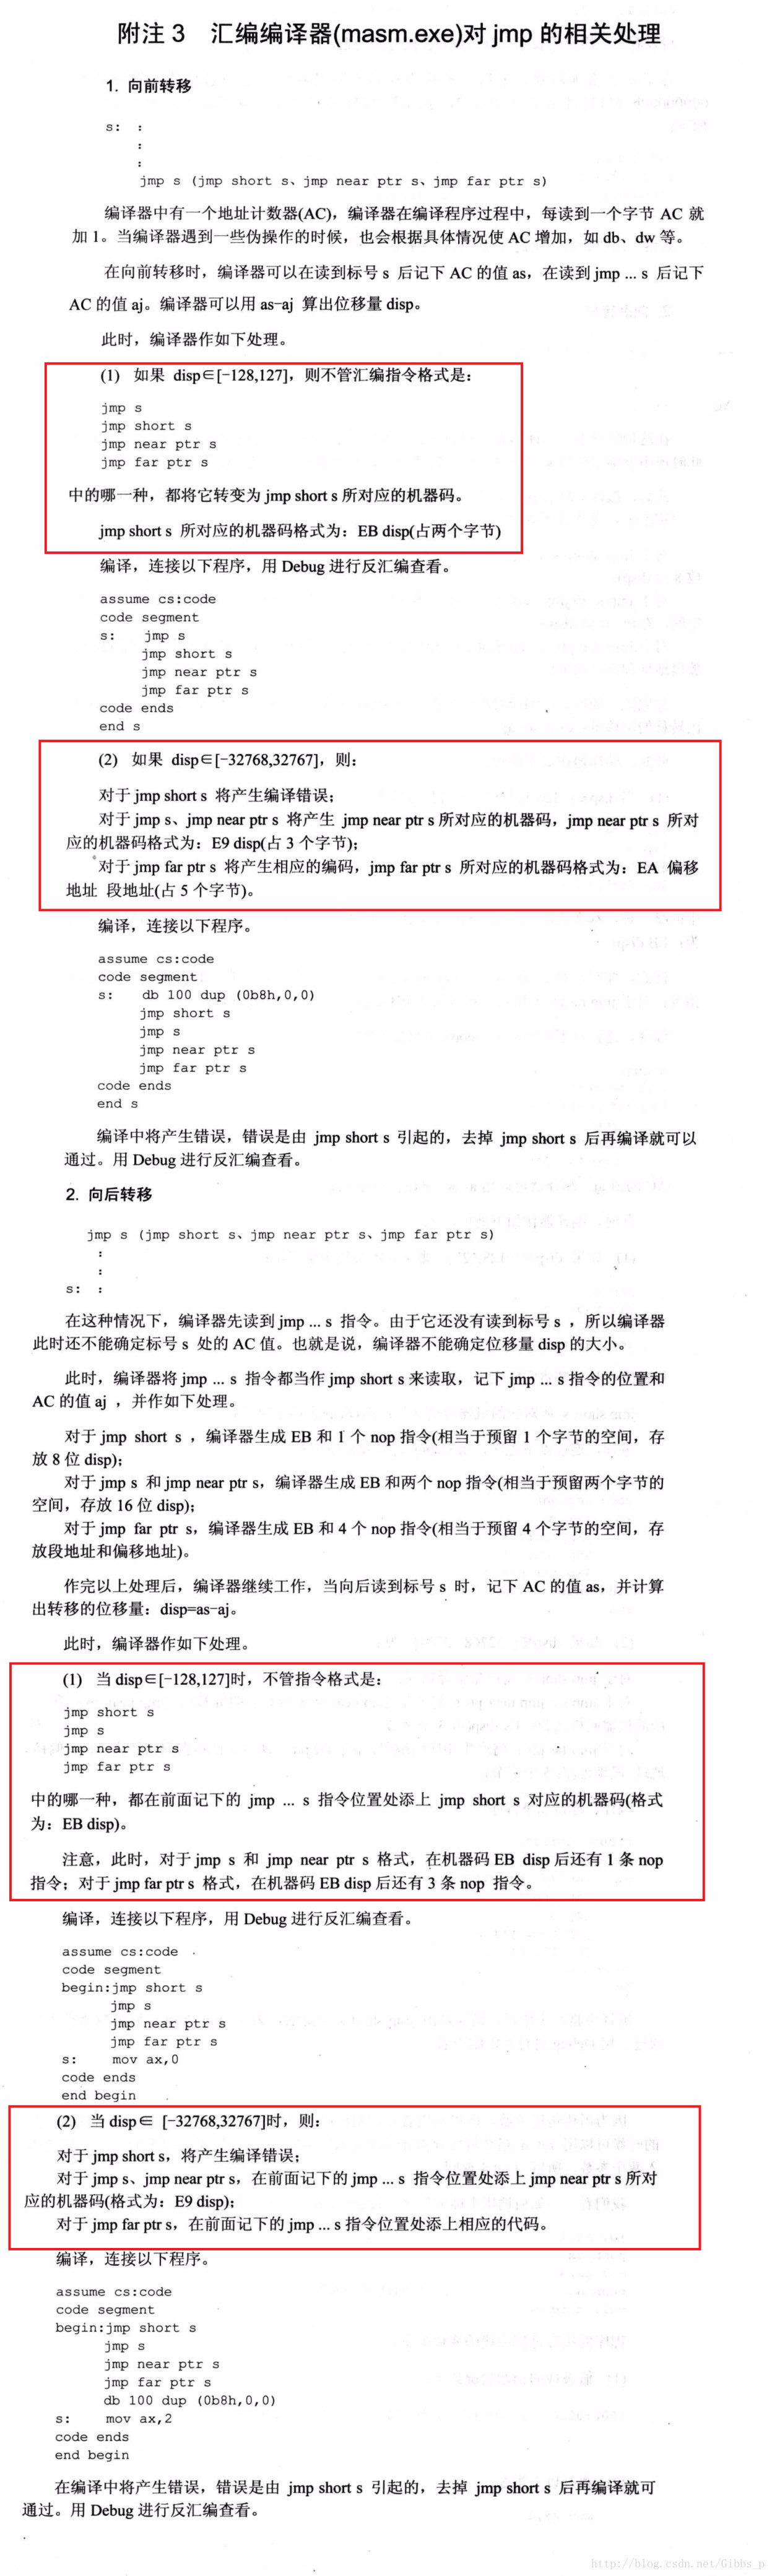 附注 3 汇编编译器(masm.exe)对 jmp 的相关处理
1. 向前转移
s: :
:
:
jmp s (jmp short s、jmp near ptr s、jmp far ptr s)
编译器中有一个地址计数器(AC)，编译器在编译程序过程中，每读到一个字节 AC 就
加 1。当编译器遇到一些伪操作的时候，也会根据具体情况使 AC 增加，如 db、dw 等。
在向前转移时，编译器可以在读到标号 s 后记下 AC 的值 as，在读到 jmp ... s 后记下
AC 的值 aj。编译器可以用 as-aj 算出位移量 disp。
此时，编译器作如下处理。
(1) 如果 disp∈[-128,127]，则不管汇编指令格式是：
jmp s
jmp short s
jmp near ptr s
jmp far ptr s
中的哪一种，都将它转变为 jmp short s 所对应的机器码。
jmp short s 所对应的机器码格式为：EB disp(占两个字节)
编译，连接以下程序，用 Debug 进行反汇编查看。
assume cs:code
code segment
s: jmp s
jmp short s
jmp near ptr s
jmp far ptr s
code ends
end s
(2) 如果 disp∈[-32768,32767]，则：
对于 jmp short s 将产生编译错误；
对于 jmp s、jmp near ptr s 将产生 jmp near ptr s 所对应的机器码，jmp near ptr s 所对
应的机器码格式为：E9 disp(占 3 个字节)；
对于 jmp far ptr s 将产生相应的编码，jmp far ptr s 所对应的机器码格式为：EA 偏移
地址 段地址(占 5 个字节)。
编译，连接以下程序。
assume cs:code
code segment
s: db 100 dup (0b8h,0,0)
jmp short s
jmp s
jmp near ptr s
jmp far ptr s
code ends
end s
编译中将产生错误，错误是由 jmp short s 引起的，去掉 jmp short s 后再编译就可以
通过。用 Debug 进行反汇编查看。
2. 向后转移
jmp s (jmp short s、jmp near ptr s、jmp far ptr s)
:
:
s: :
在这种情况下，编译器先读到 jmp ... s 指令。由于它还没有读到标号 s ，所以编译器
此时还不能确定标号 s 处的 AC 值。也就是说，编译器不能确定位移量 disp 的大小。
此时，编译器将 jmp ... s 指令都当作 jmp short s 来读取，记下 jmp ... s 指令的位置和
AC 的值 aj ，并作如下处理。
对于 jmp short s ，编译器生成 EB 和 1 个 nop 指令(相当于预留 1 个字节的空间，存
放 8 位 disp)；
对于 jmp s 和 jmp near ptr s，编译器生成 EB 和两个 nop 指令(相当于预留两个字节的
空间，存放 16 位 disp)；
对于 jmp far ptr s，编译器生成 EB 和 4 个 nop 指令(相当于预留 4 个字节的空间，存
放段地址和偏移地址)。
作完以上处理后，编译器继续工作，当向后读到标号 s 时，记下 AC 的值 as，并计算
出转移的位移量：disp=as-aj。
此时，编译器作如下处理。
(1) 当 disp∈[-128,127]时，不管指令格式是：
jmp short s
jmp s
jmp near ptr s
jmp far ptr s
中的哪一种，都在前面记下的 jmp ... s 指令位置处添上 jmp short s 对应的机器码(格式
为：EB disp)。
注意，此时，对于 jmp s 和 jmp near ptr s 格式，在机器码 EB disp 后还有 1 条 nop
指令；对于 jmp far ptr s 格式，在机器码 EB disp 后还有 3 条 nop 指令。
编译，连接以下程序，用 Debug 进行反汇编查看。
assume cs:code
code segment
begin:jmp short s
jmp s
jmp near ptr s
jmp far ptr s
s: mov ax,0
code ends
end begin
(2) 当 disp∈ [-32768,32767]时，则：
对于 jmp short s，将产生编译错误；
对于 jmp s、jmp near ptr s，在前面记下的 jmp ... s 指令位置处添上 jmp near ptr s 所对
应的机器码(格式为：E9 disp)；
对于 jmp far ptr s，在前面记下的 jmp ... s 指令位置处添上相应的代码。
编译，连接以下程序。
assume cs:code
code segment
begin:jmp short s
jmp s
jmp near ptr s
jmp far ptr s
db 100 dup (0b8h,0,0)
s: mov ax,2
code ends
end begin
在编译中将产生错误，错误是由 jmp short s 引起的，去掉 jmp short s 后再编译就可
通过。用 Debug 进行反汇编查看。
http://blog.csdn.net/Gibbs_p